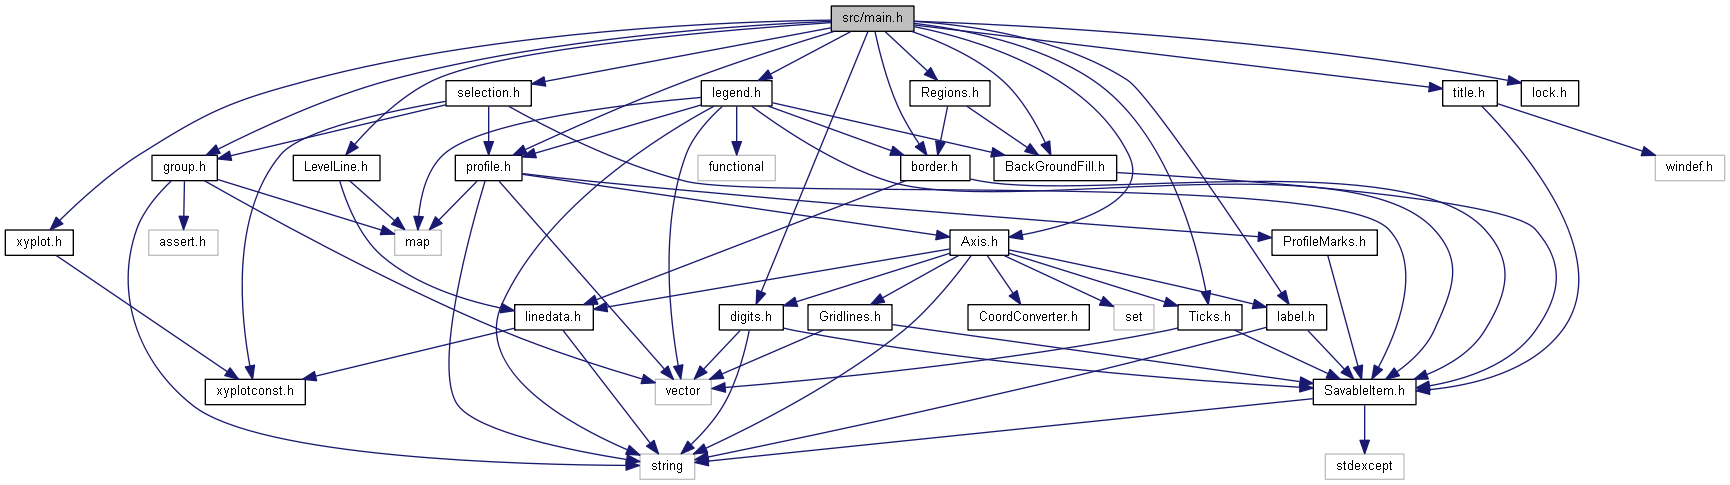 src/main.h
selection.h
legend.h
Regions.h
title.h
lock.h
group.h
LevelLine.h
profile.h
functional
border.h
BackGroundFill.h
windef.h
xyplot.h
assert.h
map
Axis.h
ProfileMarks.h
linedata.h
digits.h
Gridlines.h
CoordConverter.h
set
Ticks.h
label.h
xyplotconst.h
vector
SavableItem.h
string
stdexcept